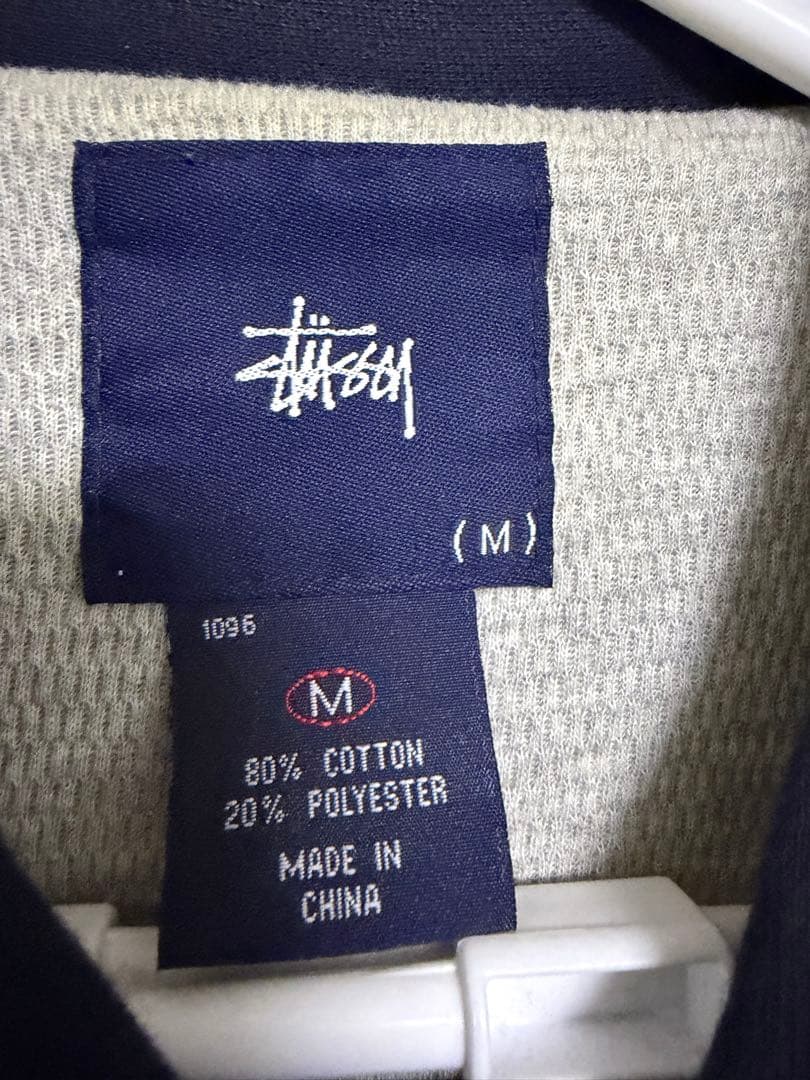 Stüssy
(M)
1096
M
80% COTTON
20% POLYESTER
MADE IN
CHINA